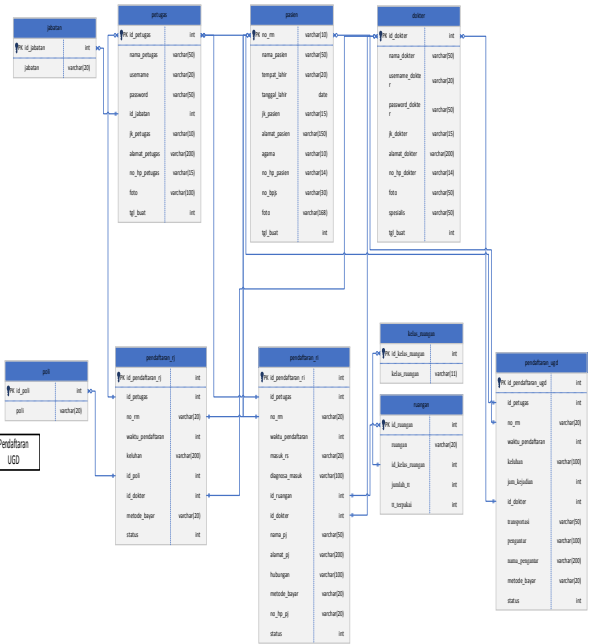 jabatan
PK id_jabatan int
jabatan varchar(20)
petugas
PK id_petugas int
nama_petugas varchar(50)
username varchar(20)
password varchar(50)
id_jabatan int
jk_petugas varchar(10)
alamat_petugas varchar(200)
no_hp_petugas varchar(15)
foto varchar(100)
tgl_buat int
pasien
PK no_rm varchar(10)
nama_pasien varchar(50)
tempat_lahir varchar(20)
tanggal_lahir date
jk_pasien varchar(15)
alamat_pasien varchar(150)
agama varchar(10)
no_hp_pasien varchar(14)
no_bpjs varchar(30)
foto varchar(168)
tgl_buat int
dokter
PK id_dokter int
nama_dokter varchar(50)
username_dokte
r varchar(20)
password_dokte
r varchar(50)
jk_dokter varchar(15)
alamat_dokter varchar(200)
no_hp_dokter varchar(14)
foto varchar(50)
spesialis varchar(50)
tgl_buat int
poli
PK id_poli int
poli varchar(20)
Pendaftaran
UGD
pendaftaran_rj
PK id_pendaftaran_rj int
id_petugas int
no_rm varchar(20)
waktu_pendaftaran int
keluhan varchar(200)
id_poli int
id_dokter int
metode_bayar varchar(20)
status int
pendaftaran_ri
PK id_pendaftaran_ri int
id_petugas int
no_rm varchar(20)
waktu_pendaftaran int
masuk_rs varchar(20)
diagnosa_masuk varchar(100)
id_ruangan int
id_dokter int
nama_pj varchar(50)
alamat_pj varchar(200)
hubungan varchar(100)
metode_bayar varchar(20)
no_hp_pj varchar(20)
status int
kelas_ruangan
PK id_kelas_ruangan int
kelas_ruangan varchar(11)
ruangan
PK id_ruangan int
ruangan varchar(20)
id_kelas_ruangan int
jumlah_tt int
tt_terpakai int
pendaftaran_ugd
PK id_pendaftaran_ugd int
id_petugas int
no_rm varchar(20)
waktu_pendaftaran int
keluhan varchar(100)
jam_kejadian int
id_dokter int
transportasi varchar(50)
pengantar varchar(100)
nama_pengantar varchar(200)
metode_bayar varchar(20)
status int